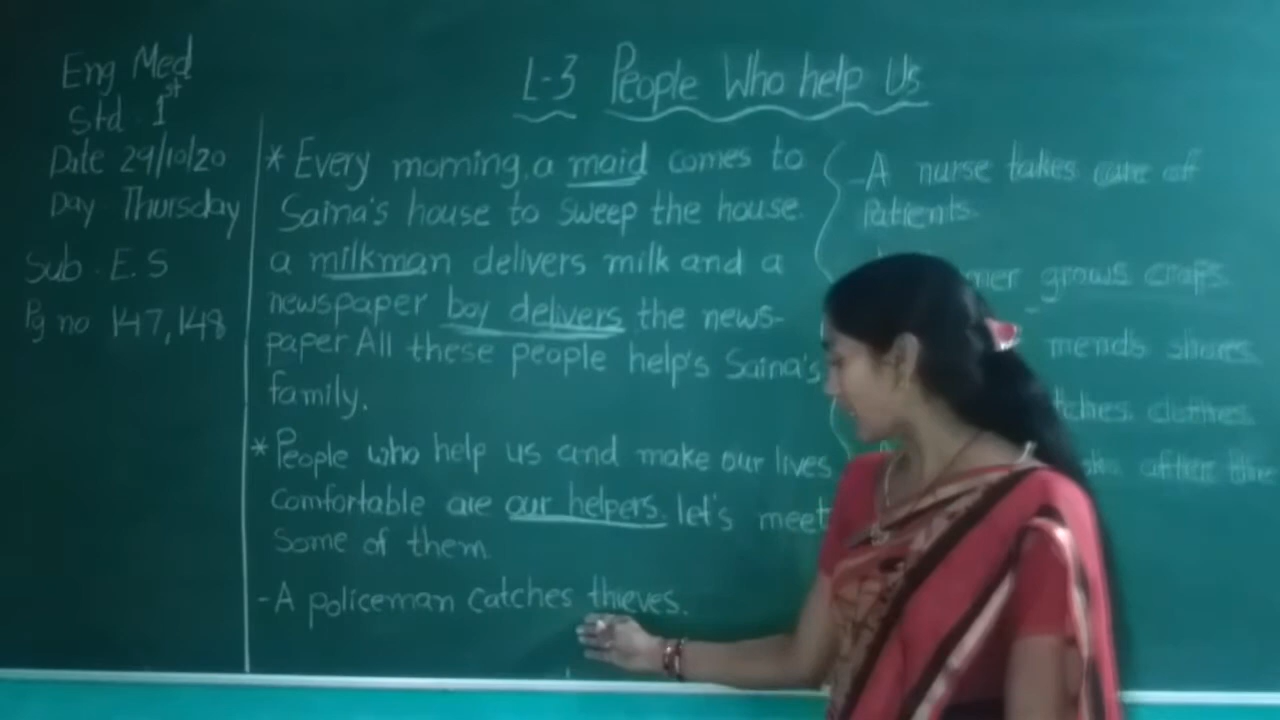 Eng Med
Std. 1st
Date 29/10/20
Day. Thursday
Sub. E.S
Pg no 147,148
L-3 People Who help Us
* Every morning, a maid comes to
Saina's house to sweep the house.
a milkman delivers milk and a
newspaper boy delivers the news-
paper All these people help's Saina's
family.
* People who help us and make our lives
comfortable are our helpers. let's meet
Some of them.
- A policeman catches thieves.
- A nurse takes care of
Patients.
grows crops
mends shoes
clothes
after the